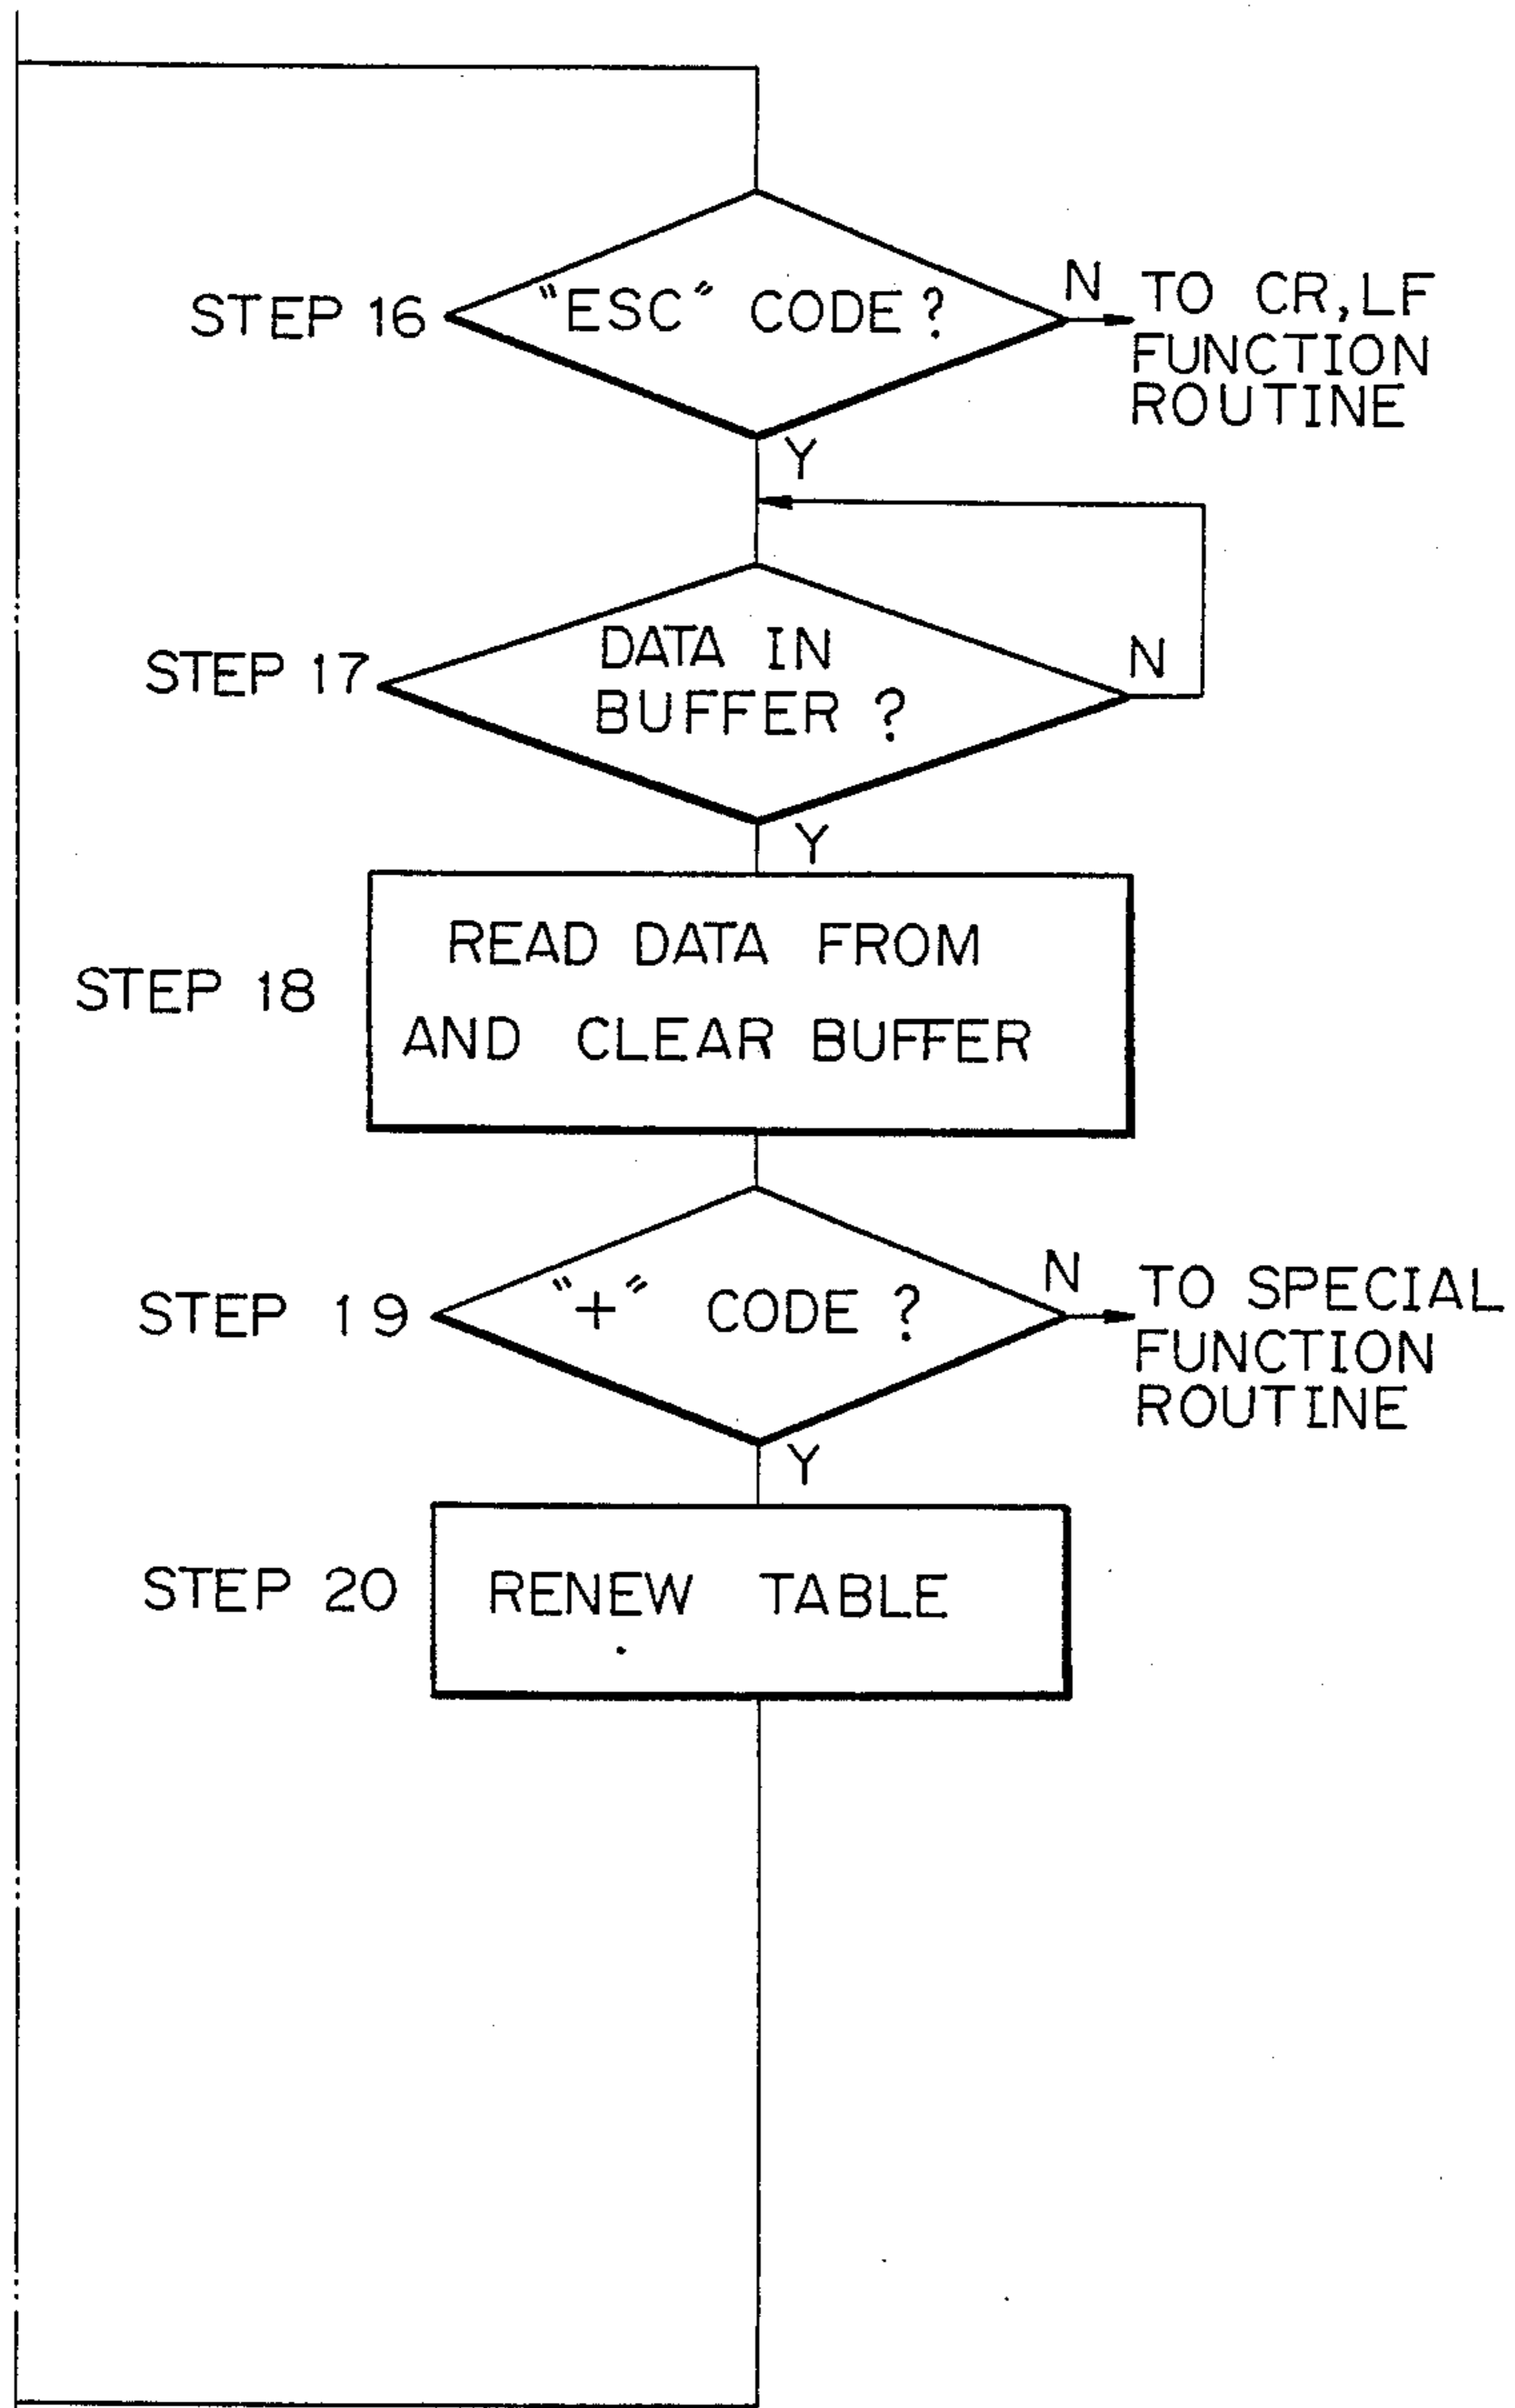 STEP 16
"ESC" CODE?
N
TO CR,LF
FUNCTION
ROUTINE
Y
STEP 17
DATA IN
BUFFER ?
N
Y
STEP 18
READ DATA FROM
AND CLEAR BUFFER
STEP 19
"+" CODE ?
N
TO SPECIAL
FUNCTION
ROUTINE
Y
STEP 20
RENEW TABLE